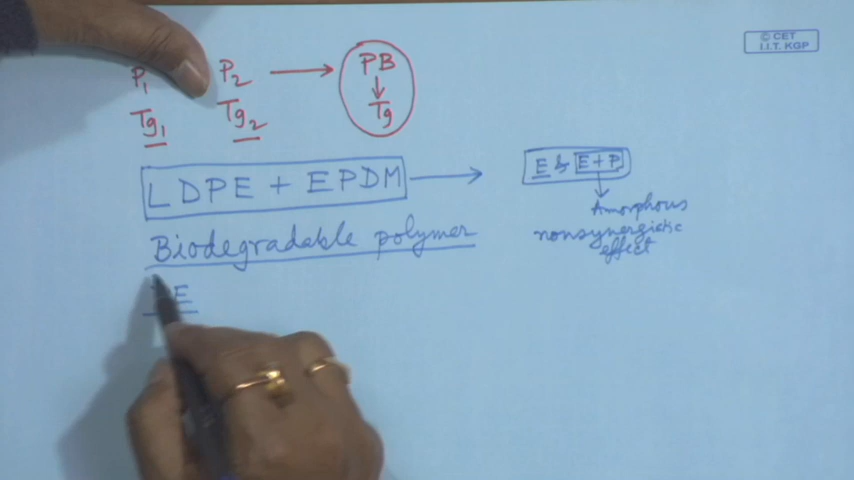 © CET
I.I.T. KGP
P1 P2 → PB
↓
Tg1 Tg2 Tg
LDPE + EPDM → E & E + P
↓
Amorphous
nonsynergistic
effect
Biodegradable polymer